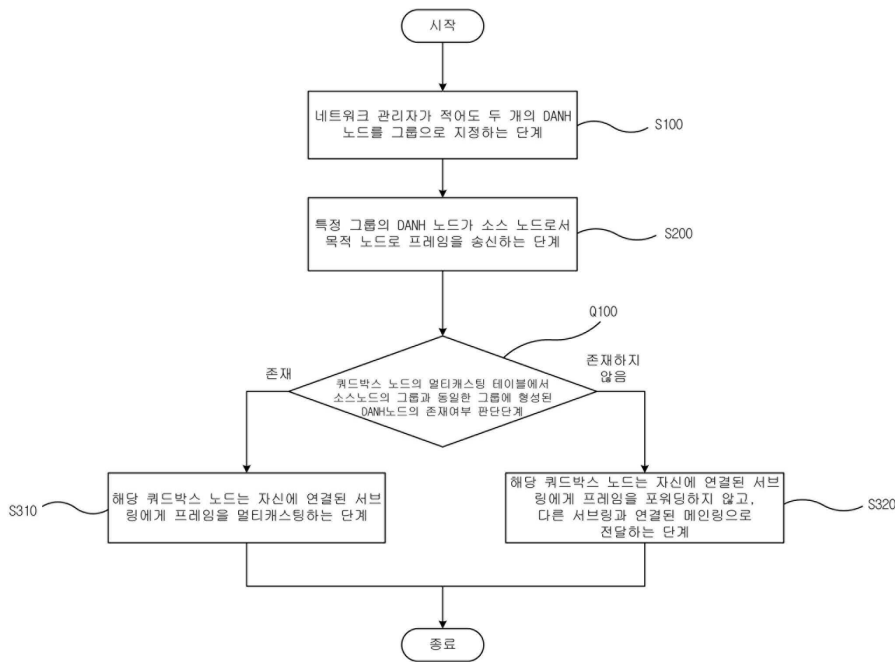 시작
네트워크 관리자가 적어도 두 개의 DANH
노드를 그룹으로 지정하는 단계
S100
특정 그룹의 DANH 노드가 소스 노드로서
목적 노드로 프레임을 송신하는 단계
S200
Q100
존재
존재하지
않음
쿼드박스 노드의 멀티캐스팅 테이블에서
소스노드의 그룹과 동일한 그룹에 형성된
DANH노드의 존재여부 판단단계
S310
해당 쿼드박스 노드는 자신에 연결된 서브
링에게 프레임을 멀티캐스팅하는 단계
해당 쿼드박스 노드는 자신에 연결된 서브
링에게 프레임을 포워딩하지 않고,
다른 서브링과 연결된 메인링으로
전달하는 단계
S320
종료